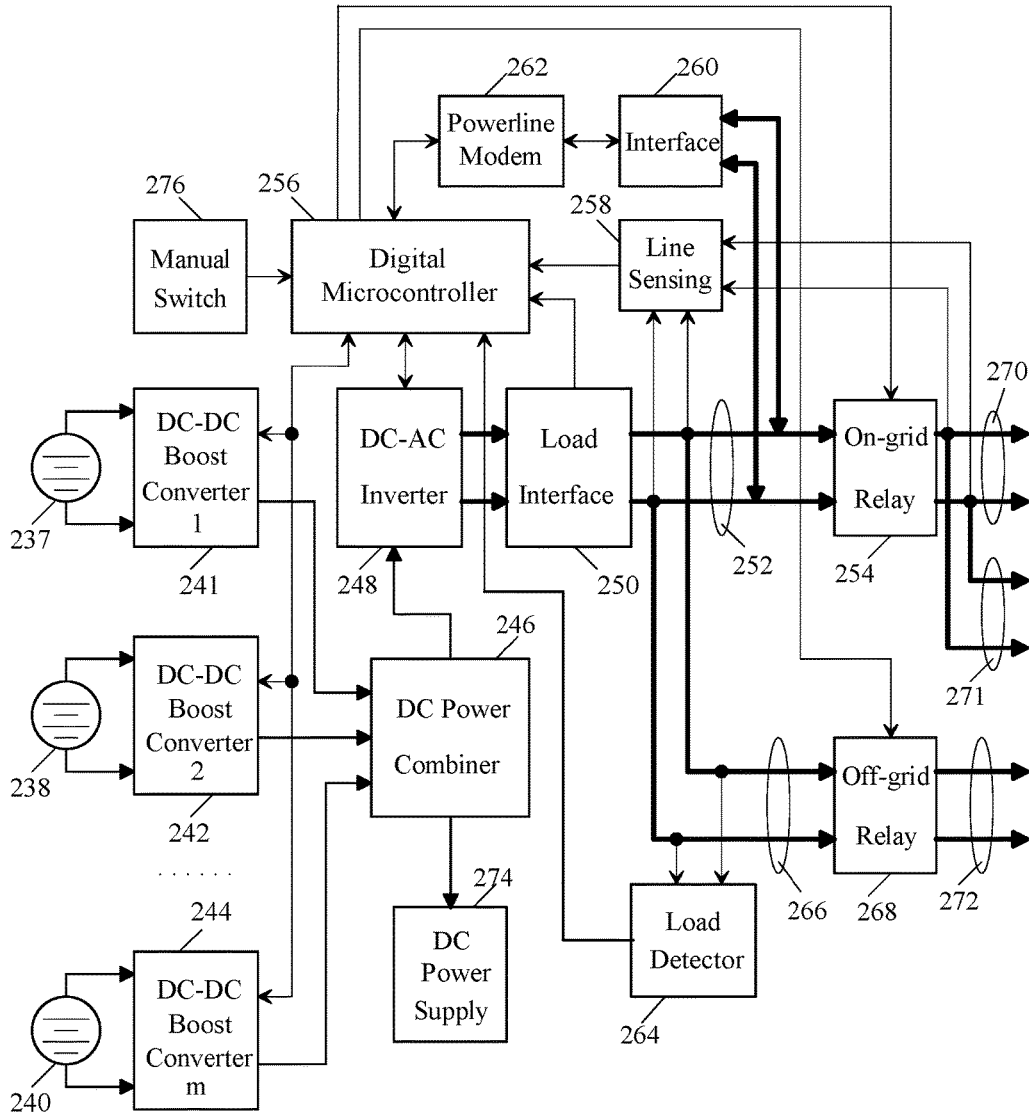 262
260
Powerline
Modem
Interface
276
256
258
Manual
Switch
Digital
Microcontroller
Line
Sensing
270
DC-DC
Boost
Converter
1
DC-AC
Inverter
Load
Interface
On-grid
Relay
237
241
248
250
252
254
246
271
DC-DC
Boost
Converter
2
DC Power
Combiner
Off-grid
Relay
238
242
. . . . . .
244
274
266
268
272
DC-DC
Boost
Converter
m
DC
Power
Supply
Load
Detector
264
240